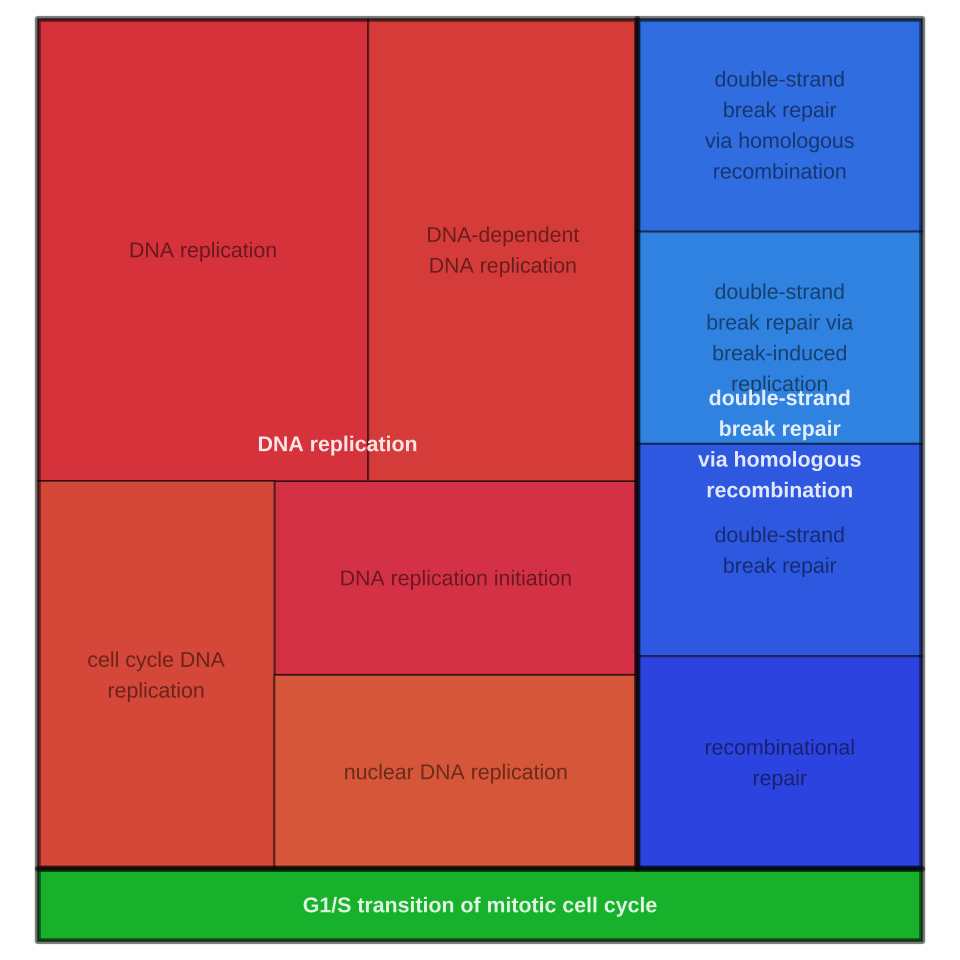 DNA replication
DNA-dependent
DNA replication
DNA replication
cell cycle DNA
replication
DNA replication initiation
nuclear DNA replication
double-strand
break repair
via homologous
recombination
double-strand
break repair via
break-induced
replication
double-strand
break repair
via homologous
recombination
double-strand
break repair
recombinational
repair
G1/S transition of mitotic cell cycle